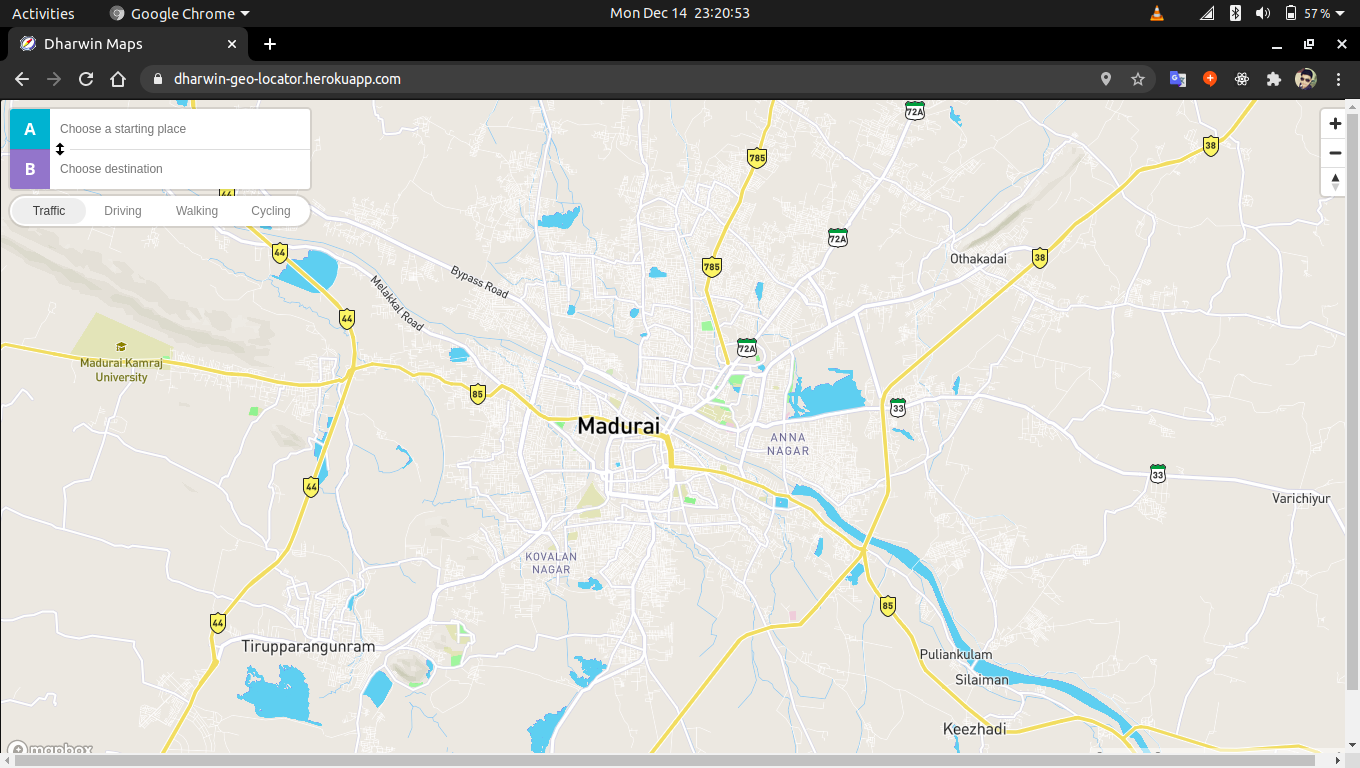 Activities
Google Chrome
Mon Dec 14 23:20:53
57 %
Dharwin Maps
dharwin-geo-locator.herokuapp.com
A
Choose a starting place
B
Choose destination
Traffic
Driving
Walking
Cycling
72A
785
38
44
44
72A
Othakadai
38
785
Bypass Road
Melakkal Road
44
72A
Madurai Kamraj
University
85
33
Madurai
ANNA
NAGAR
44
33
Varichiyur
KOVALAN
NAGAR
85
44
Tirupparangunram
Puliankulam
Silaiman
Keezhadi
mapbox